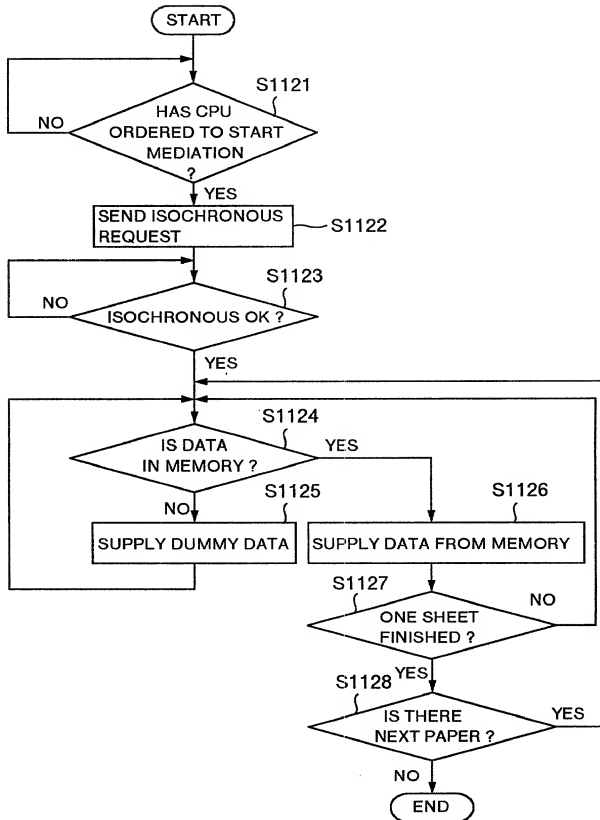 START
S1121
HAS CPU
ORDERED TO START
MEDIATION
?
NO
YES
SEND ISOCHRONOUS
REQUEST
S1122
S1123
NO
ISOCHRONOUS OK ?
YES
S1124
IS DATA
IN MEMORY ?
YES
NO
S1125
SUPPLY DUMMY DATA
S1126
SUPPLY DATA FROM MEMORY
S1127
ONE SHEET
FINISHED ?
NO
YES
S1128
IS THERE
NEXT PAPER ?
YES
NO
END